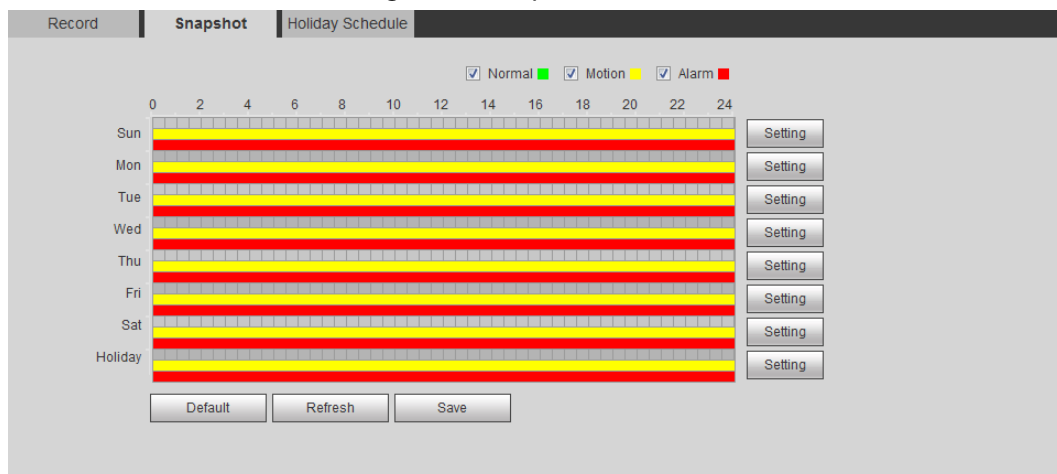 Record Snapshot Holiday Schedule
Normal Motion Alarm
0 2 4 6 8 10 12 14 16 18 20 22 24
Sun Setting
Mon Setting
Tue Setting
Wed Setting
Thu Setting
Fri Setting
Sat Setting
Holiday Setting
Default Refresh Save